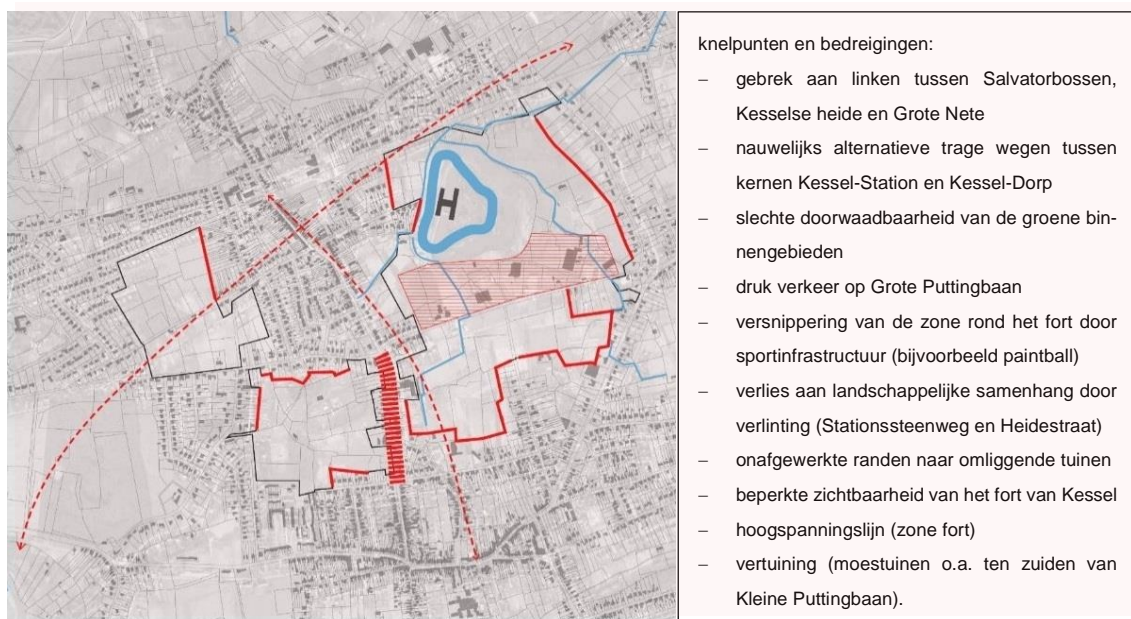 H
knelpunten en bedreigingen:
– gebrek aan linken tussen Salvatorbossen,
Kesselse heide en Grote Nete
– nauwelijks alternatieve trage wegen tussen
kernen Kessel-Station en Kessel-Dorp
– slechte doorwaadbaarheid van de groene bin-
nengebieden
– druk verkeer op Grote Puttingbaan
– versnippering van de zone rond het fort door
sportinfrastructuur (bijvoorbeeld paintball)
– verlies aan landschappelijke samenhang door
verlinting (Stationssteenweg en Heidestraat)
– onafgewerkte randen naar omliggende tuinen
– beperkte zichtbaarheid van het fort van Kessel
– hoogspanningslijn (zone fort)
– vertuining (moestuinen o.a. ten zuiden van
Kleine Puttingbaan).